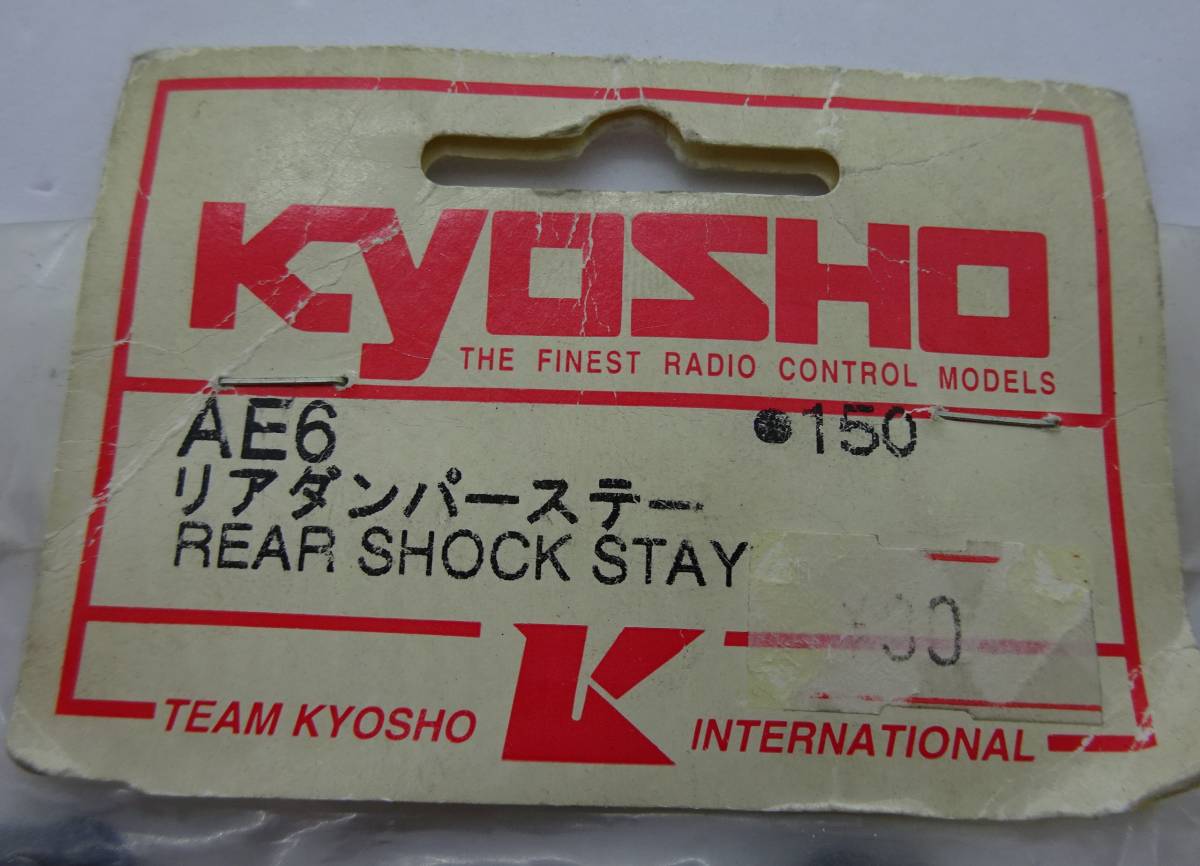 KYOSHO
THE FINEST RADIO CONTROL MODELS
AE6 ●150
リアダンパーステー
REAR SHOCK STAY
TEAM KYOSHO K INTERNATIONAL